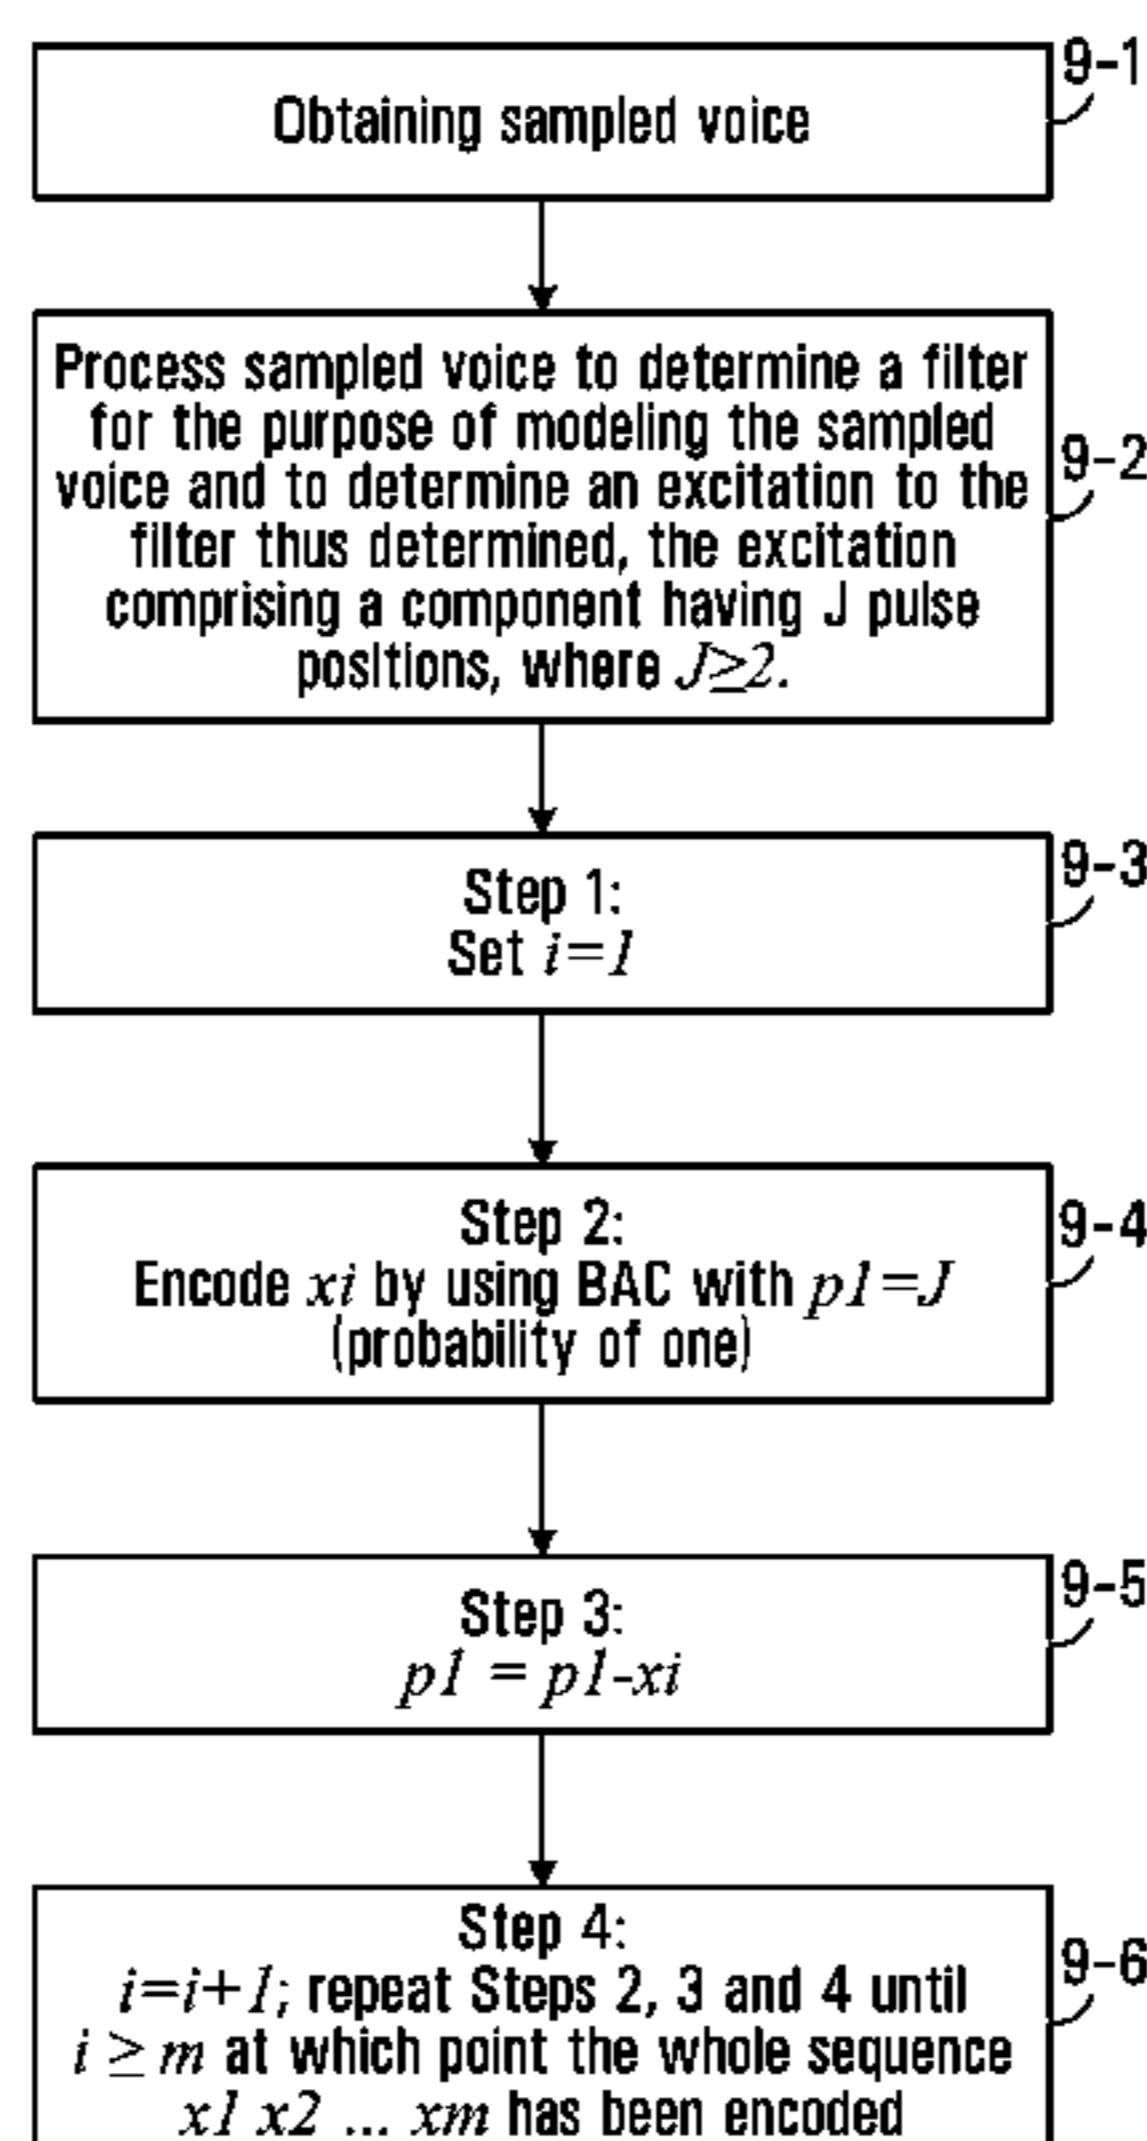 9-1
Obtaining sampled voice
Process sampled voice to determine a filter
for the purpose of modeling the sampled
voice and to determine an excitation to the
filter thus determined, the excitation
comprising a component having J pulse
positions, where J≥2.
9-2
Step 1:
Set i=1
9-3
Step 2:
Encode xi by using BAC with p1=J
(probability of one)
9-4
Step 3:
p1 = p1-xi
9-5
Step 4:
i=i+1; repeat Steps 2, 3 and 4 until
i ≥ m at which point the whole sequence
x1 x2 ... xm has been encoded
9-6